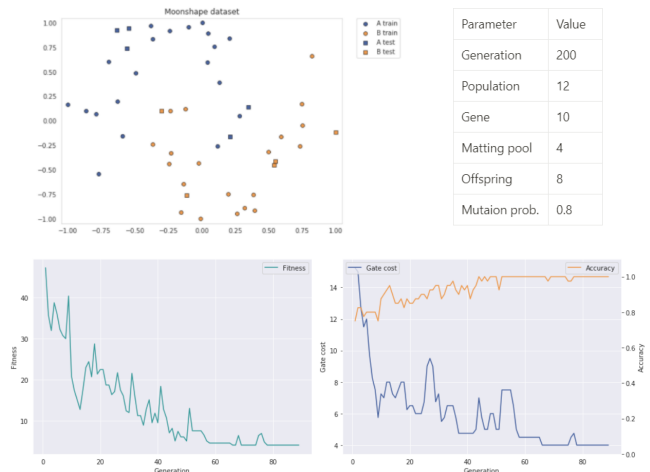 Moonshape dataset
1.00
0.75
0.50
0.25
0.00
−0.25
−0.50
−0.75
−1.00
−1.00 −0.75 −0.50 −0.25 0.00 0.25 0.50 0.75 1.00
A train
B train
A test
B test
Parameter Value
Generation 200
Population 12
Gene 10
Matting pool 4
Offspring 8
Mutaion prob. 0.8
Fitness
40
30
20
10
Fitness
0 20 40 60 80
Generation
Gate cost
Accuracy
14
12
10
8
6
4
Gate cost
1.0
0.8
0.6
0.4
0.2
0.0
Accuracy
0 20 40 60 80
Generation